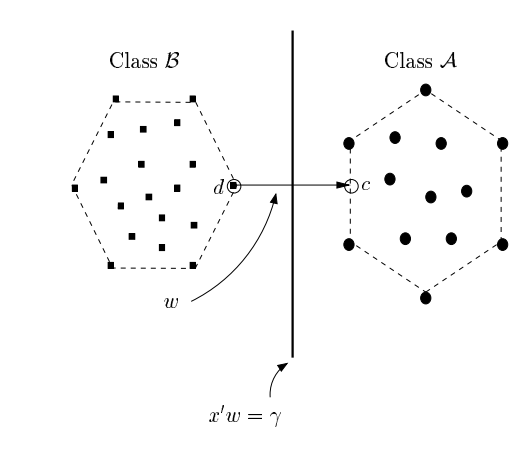 Class ℬ
Class 𝒜
d
c
w
x′w = γ